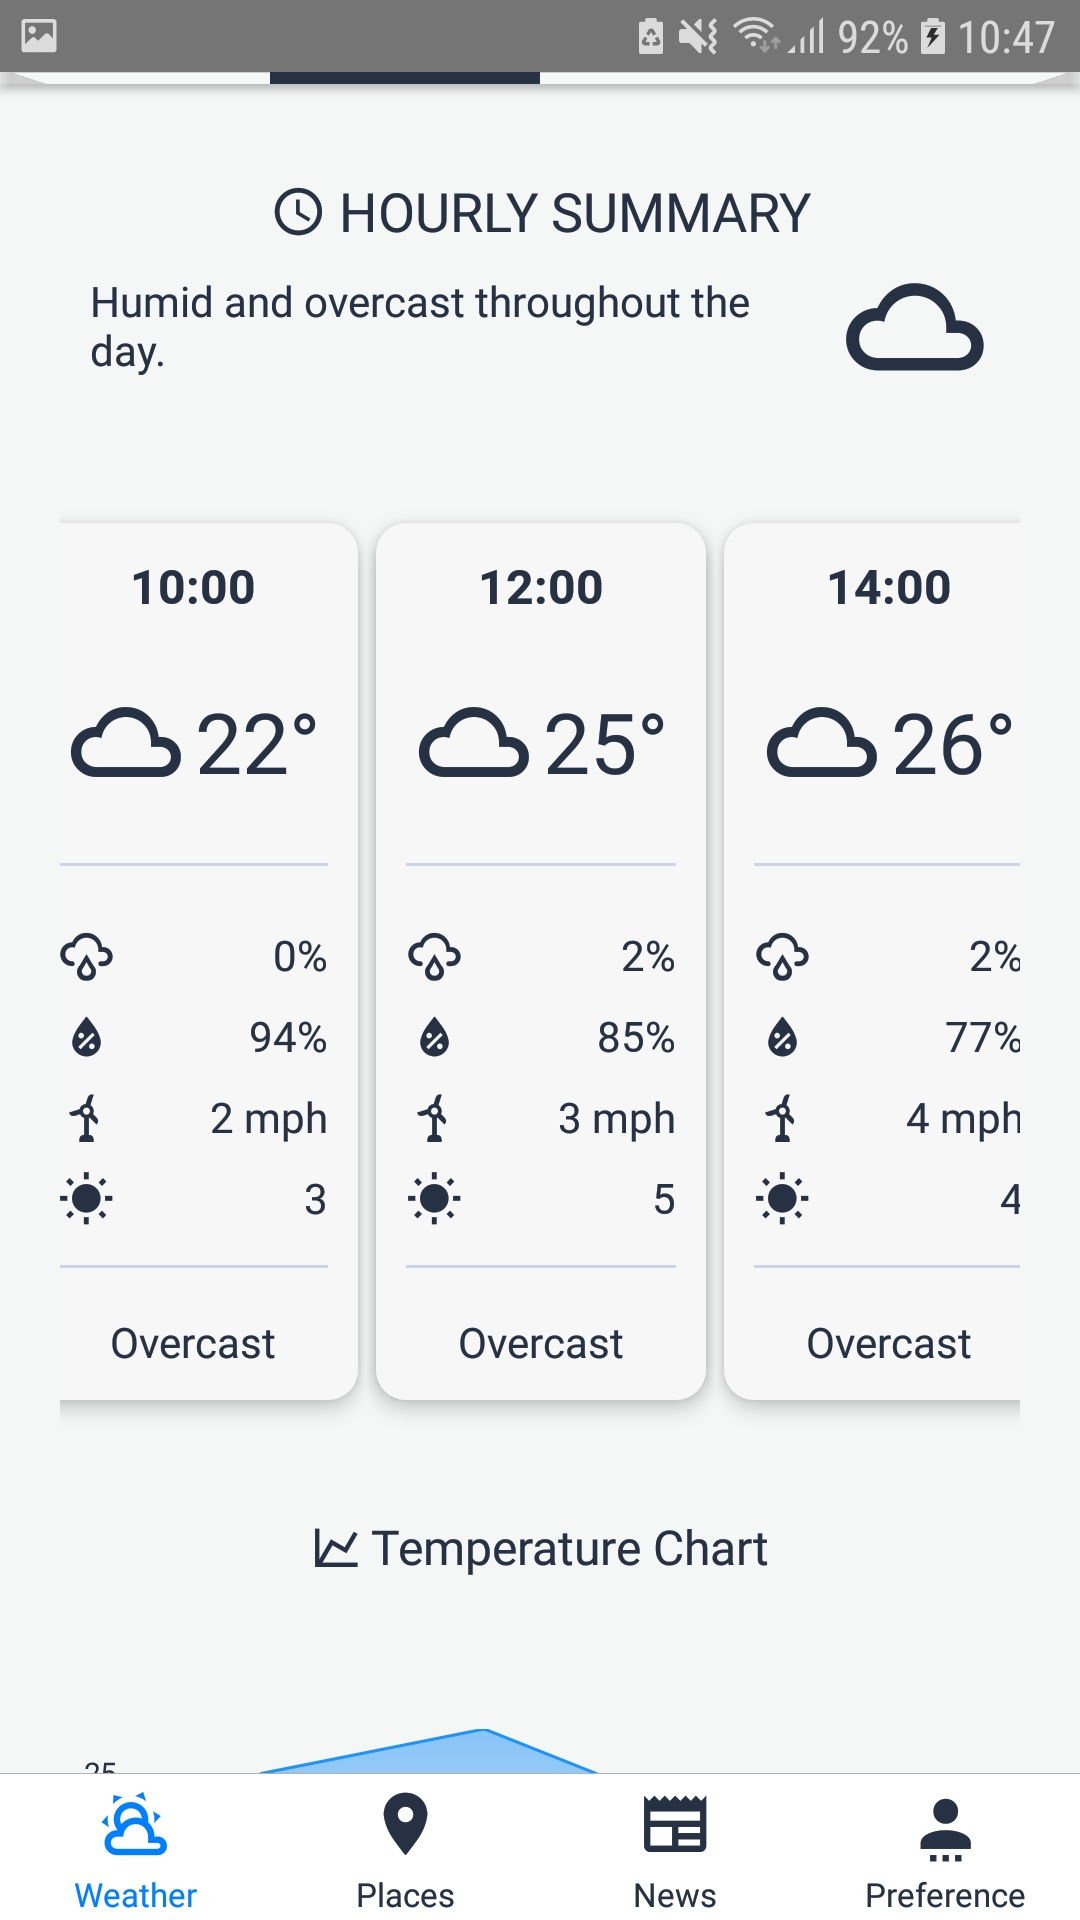 92% 10:47
HOURLY SUMMARY
Humid and overcast throughout the
day.
10:00 12:00 14:00
22° 25° 26°
0% 2% 2%
94% 85% 77%
2 mph 3 mph 4 mph
3 5 4
Overcast Overcast Overcast
Temperature Chart
25
Weather Places News Preference